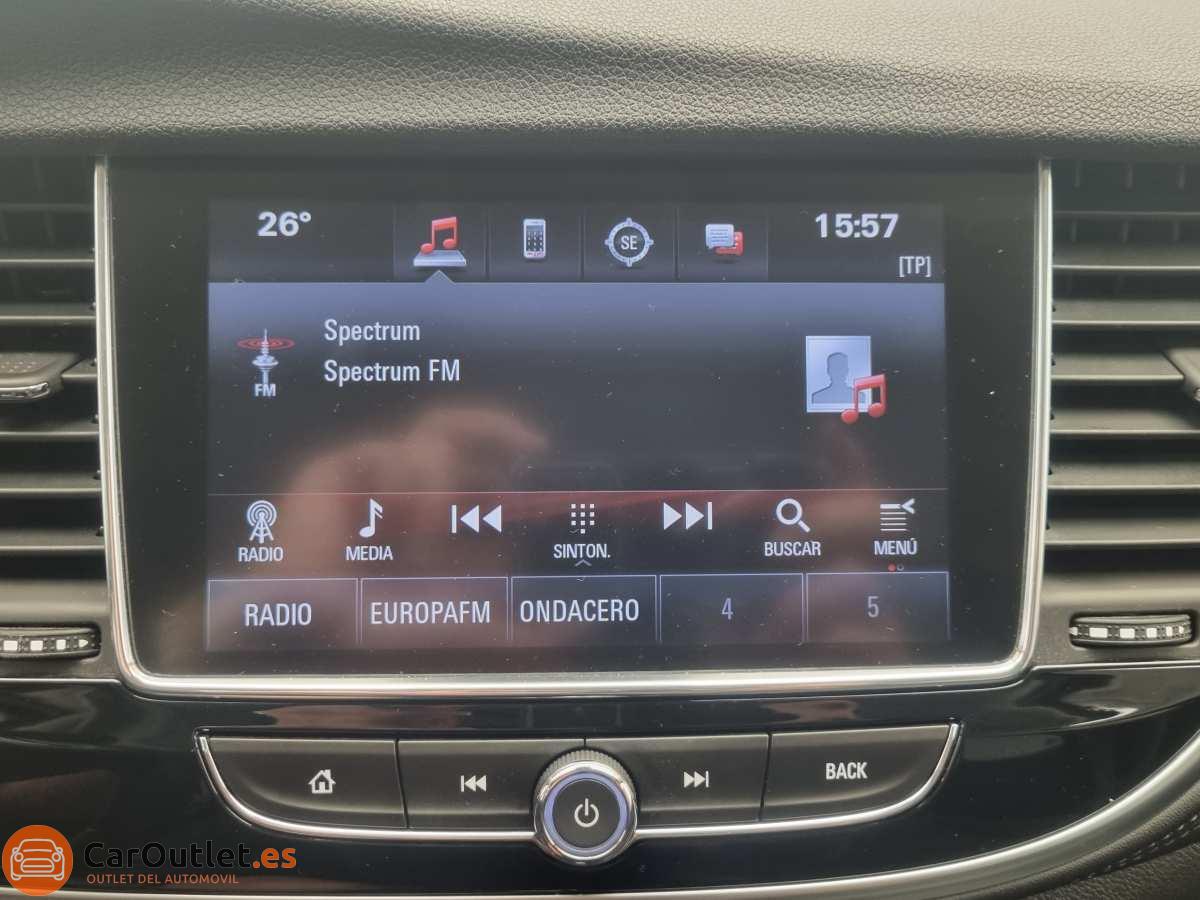 26°
SE
15:57
[TP]
Spectrum
Spectrum FM
FM
RADIO
MEDIA
SINTON.
BUSCAR
MENÚ
RADIO
EUROPAFM
ONDACERO
4
5
BACK
CarOutlet.es
OUTLET DEL AUTOMOVIL